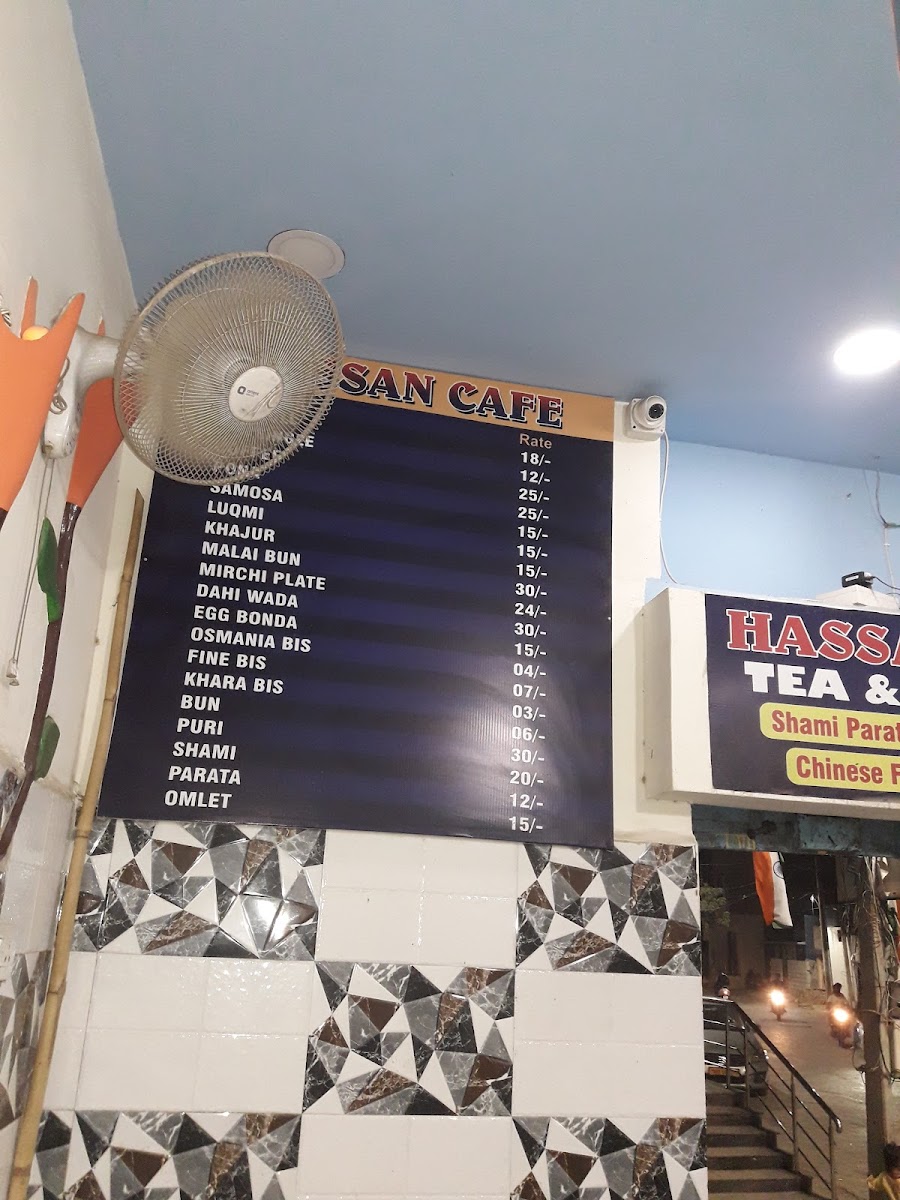 SAN CAFE
Rate
18/-
12/-
25/-
25/-
SAMOSA 15/-
LUQMI 15/-
KHAJUR 15/-
MALAI BUN 30/-
MIRCHI PLATE 24/-
DAHI WADA 30/-
EGG BONDA 15/-
OSMANIA BIS 04/-
FINE BIS 07/-
KHARA BIS 03/-
BUN 06/-
PURI 30/-
SHAMI 20/-
PARATA 12/-
OMLET 15/-
HASSA
TEA &
Shami Parat
Chinese F